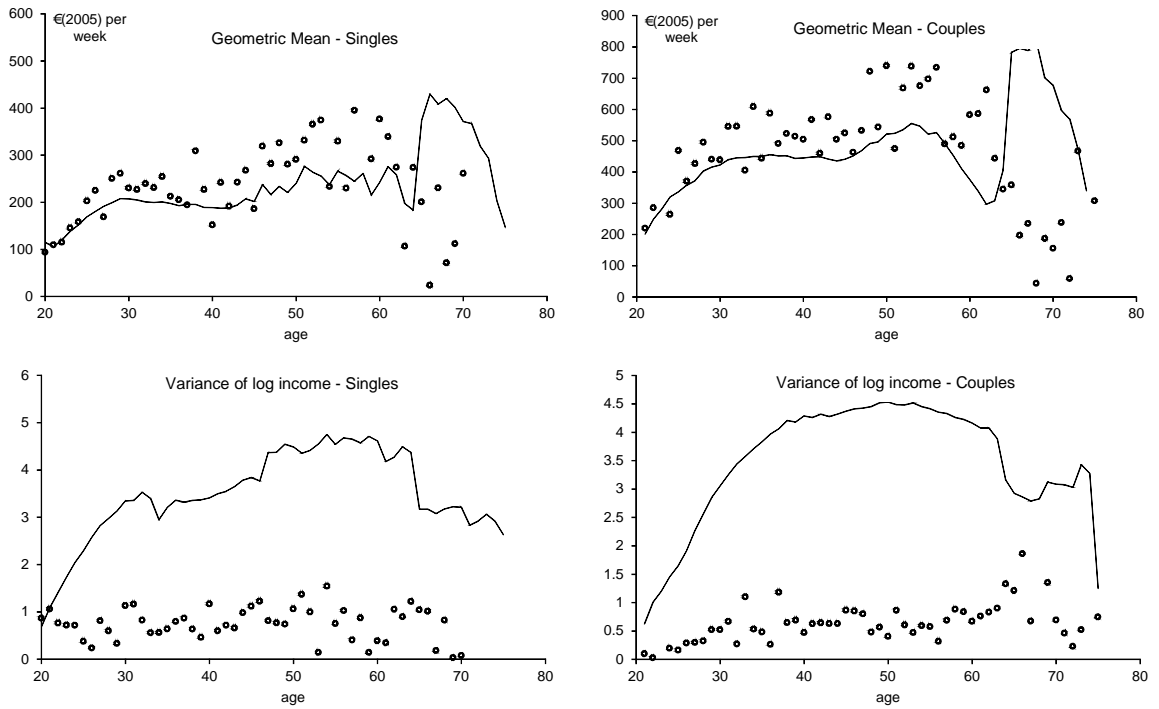 €(2005) per
week
Geometric Mean - Singles
600
500
400
300
200
100
0
20 30 40 50 60 70 80
age
€(2005) per
week
Geometric Mean - Couples
900
800
700
600
500
400
300
200
100
0
20 30 40 50 60 70 80
age
Variance of log income - Singles
6
5
4
3
2
1
0
20 30 40 50 60 70 80
age
Variance of log income - Couples
5
4.5
4
3.5
3
2.5
2
1.5
1
0.5
0
20 30 40 50 60 70 80
age